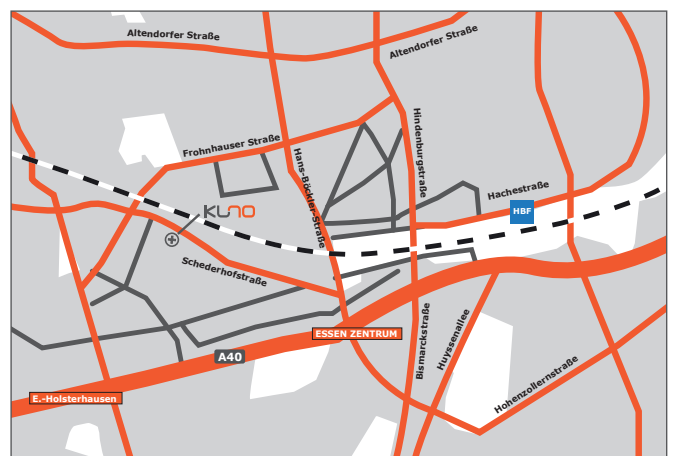 Altendorfer Straße
Altendorfer Straße
Frohnhauser Straße
Hans-Böckler-Straße
Hindenburgstraße
Hachestraße
HBF
KUNO
Schederhofstraße
ESSEN ZENTRUM
A40
E.-Holsterhausen
Bismarckstraße
Huyssenallee
Hohenzollernstraße